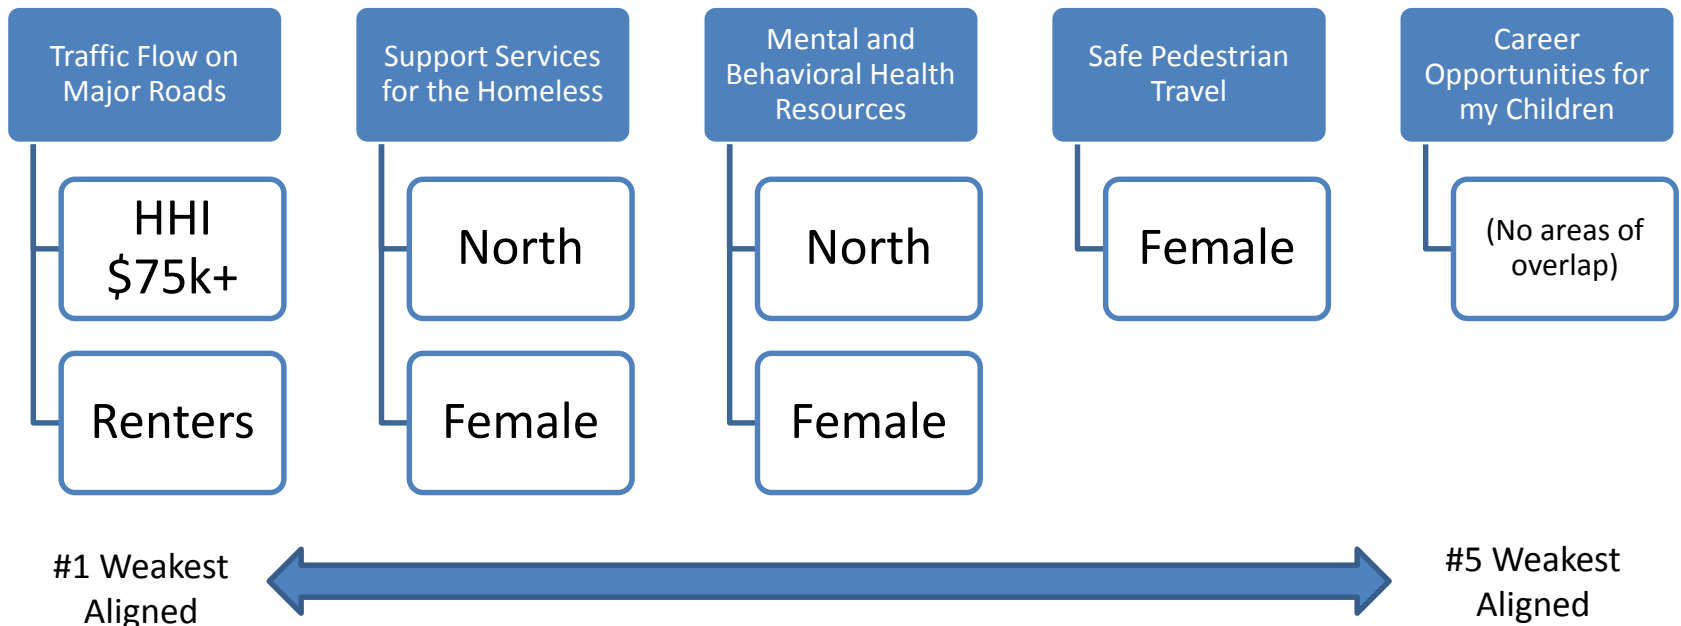 Traffic Flow on
Major Roads
HHI
$75k+
Renters
Support Services
for the Homeless
North
Female
Mental and
Behavioral Health
Resources
North
Female
Safe Pedestrian
Travel
Female
Career
Opportunities for
my Children
(No areas of
overlap)
#1 Weakest
Aligned
#5 Weakest
Aligned